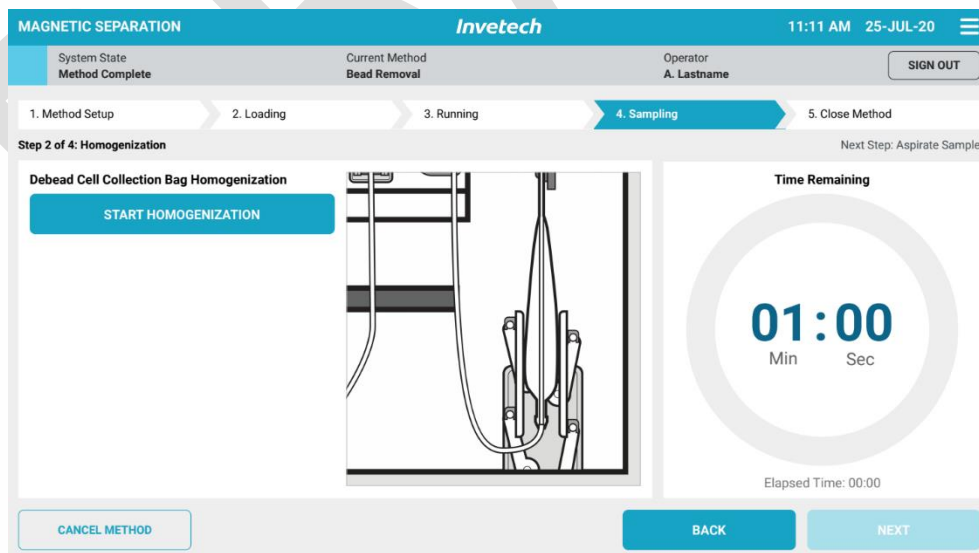 MAGNETIC SEPARATION
Invetech
11:11 AM 25-JUL-20
System State
Method Complete
Current Method
Bead Removal
Operator
A. Lastname
SIGN OUT
1. Method Setup
2. Loading
3. Running
4. Sampling
5. Close Method
Step 2 of 4: Homogenization
Next Step: Aspirate Sample
Debead Cell Collection Bag Homogenization
START HOMOGENIZATION
Time Remaining
01:00
Min Sec
Elapsed Time: 00:00
CANCEL METHOD
BACK
NEXT